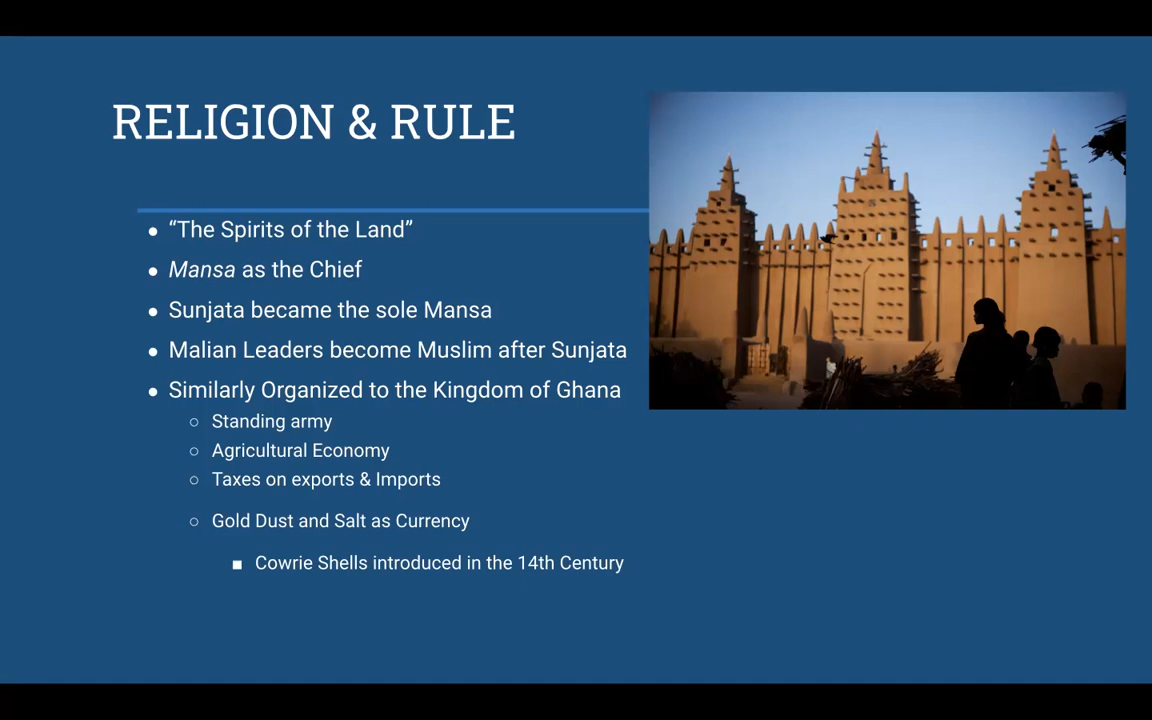 RELIGION & RULE
● “The Spirits of the Land”
● Mansa as the Chief
● Sunjata became the sole Mansa
● Malian Leaders become Muslim after Sunjata
● Similarly Organized to the Kingdom of Ghana
○ Standing army
○ Agricultural Economy
○ Taxes on exports & Imports
○ Gold Dust and Salt as Currency
■ Cowrie Shells introduced in the 14th Century